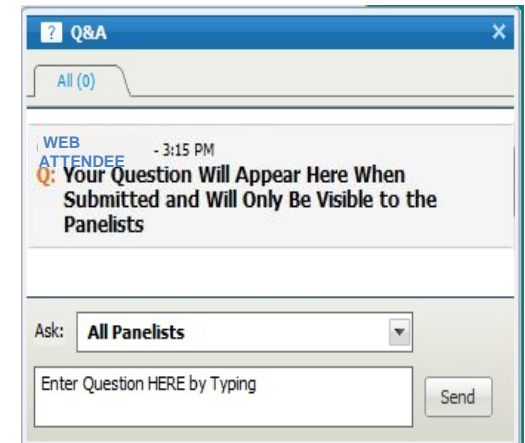 ? Q&A ×
All (0)
WEB
ATTENDEE - 3:15 PM
Q: Your Question Will Appear Here When
Submitted and Will Only Be Visible to the
Panelists
Ask: All Panelists
Enter Question HERE by Typing
Send